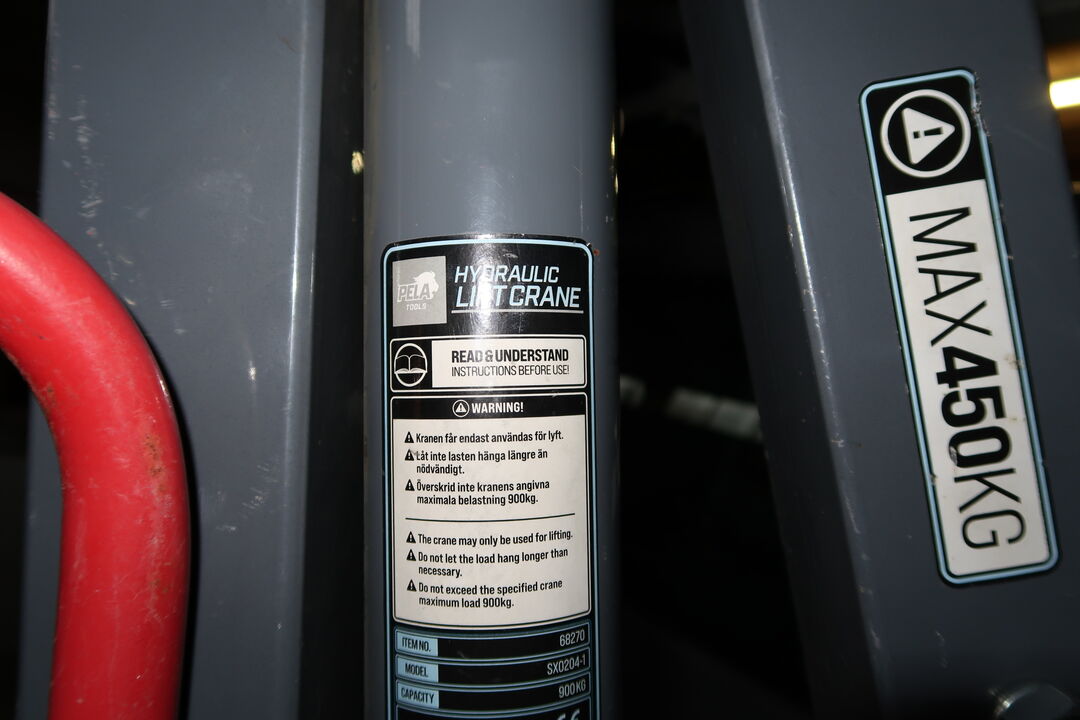 PELA
TOOLS
HYDRAULIC
LIFT CRANE
READ & UNDERSTAND
INSTRUCTIONS BEFORE USE!
WARNING!
Kranen får endast användas för lyft.
Låt inte lasten hänga längre än
nödvändigt.
Överskrid inte kranens angivna
maximala belastning 900kg.
The crane may only be used for lifting.
Do not let the load hang longer than
necessary.
Do not exceed the specified crane
maximum load 900kg.
ITEM NO. 68270
MODEL SX0204-1
CAPACITY 900KG
MAX450KG